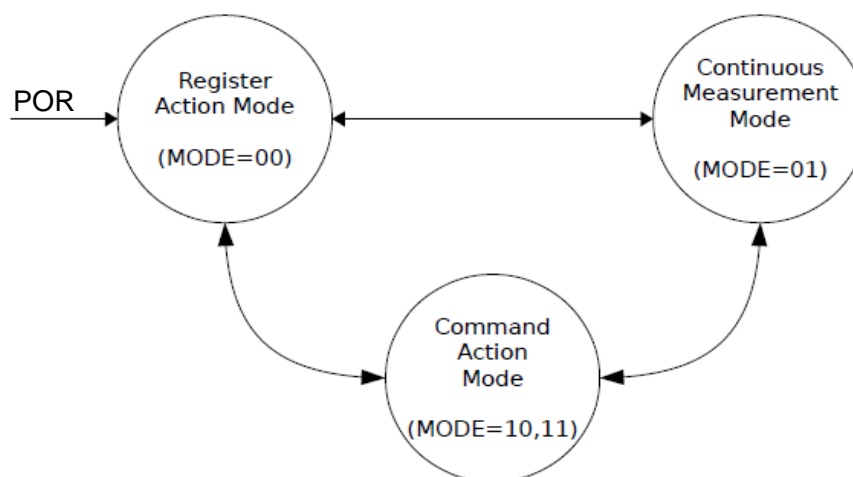 POR
Register
Action Mode
(MODE=00)
Continuous
Measurement
Mode
(MODE=01)
Command
Action
Mode
(MODE=10,11)